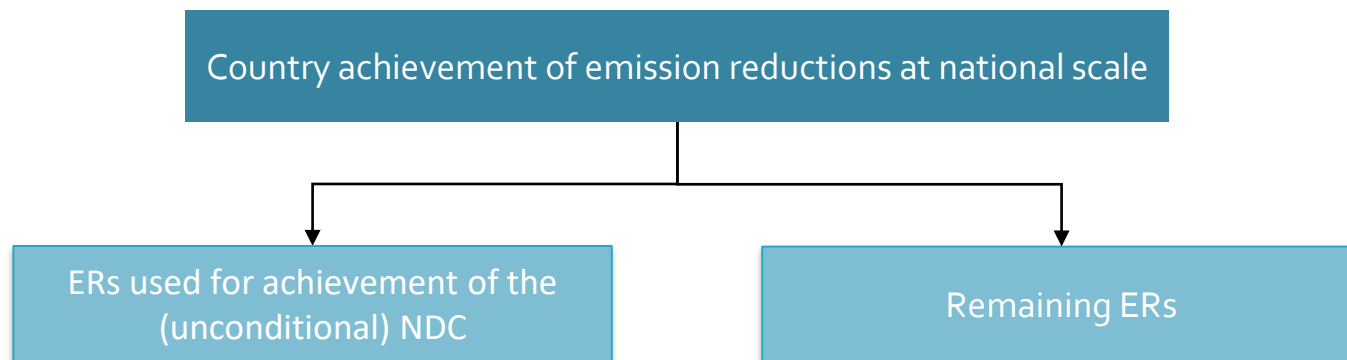 Country achievement of emission reductions at national scale
ERs used for achievement of the
(unconditional) NDC
Remaining ERs